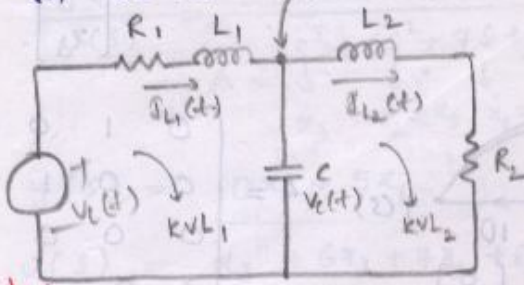 R1 L1 L2
iL1(t) iL2(t)
+ C R2
Vi(t) Vc(t)
KVL1 KVL2